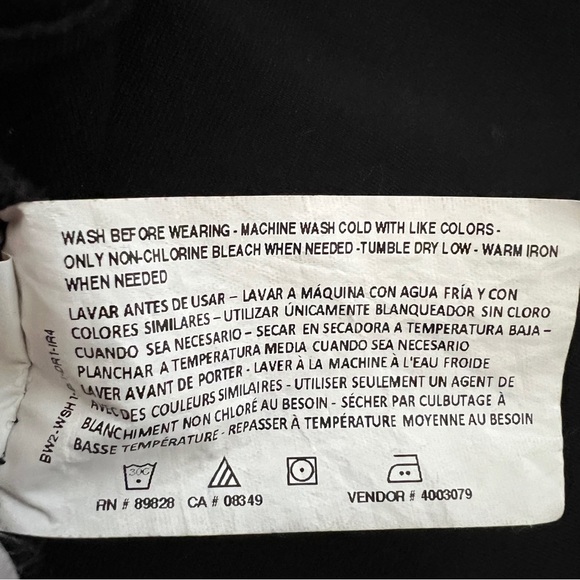 WASH BEFORE WEARING - MACHINE WASH COLD WITH LIKE COLORS -
ONLY NON-CHLORINE BLEACH WHEN NEEDED -TUMBLE DRY LOW - WARM IRON
WHEN NEEDED
LAVAR ANTES DE USAR – LAVAR A MÁQUINA CON AGUA FRÍA Y CON
COLORES SIMILARES – UTILIZAR ÚNICAMENTE BLANQUEADOR SIN CLORO
CUANDO SEA NECESARIO – SECAR EN SECADORA A TEMPERATURA BAJA –
PLANCHAR A TEMPERATURA MEDIA CUANDO SEA NECESARIO
LAVER AVANT DE PORTER - LAVER À LA MACHINE À L'EAU FROIDE
AVEC DES COULEURS SIMILAIRES - UTILISER SEULEMENT UN AGENT DE
BLANCHIMENT NON CHLORÉ AU BESOIN - SÉCHER PAR CULBUTAGE À
BASSE TEMPÉRATURE - REPASSER À TEMPÉRATURE MOYENNE AU BESOIN
30C
RN # 89828 CA # 08349 VENDOR # 4003079